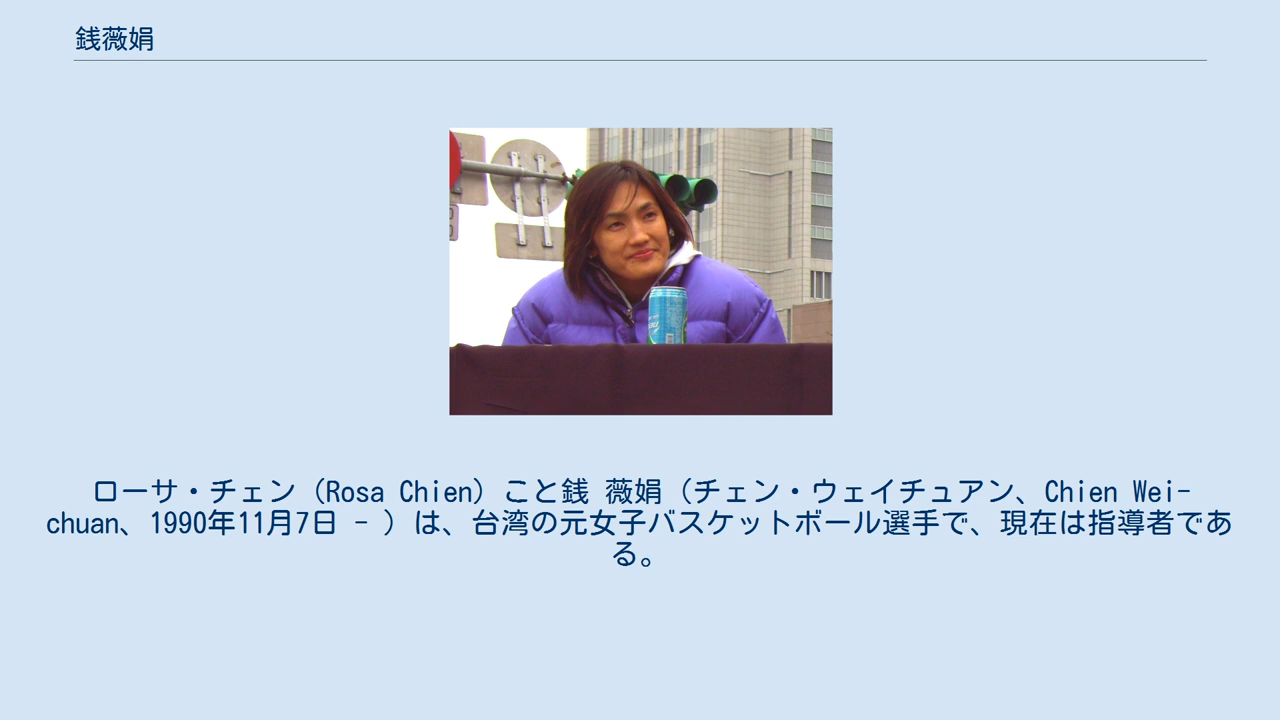 銭薇娟
ローサ・チェン（Rosa Chien）こと銭 薇娟（チェン・ウェイチュアン、Chien Wei-
chuan、1990年11月7日 - ）は、台湾の元女子バスケットボール選手で、現在は指導者であ
る。